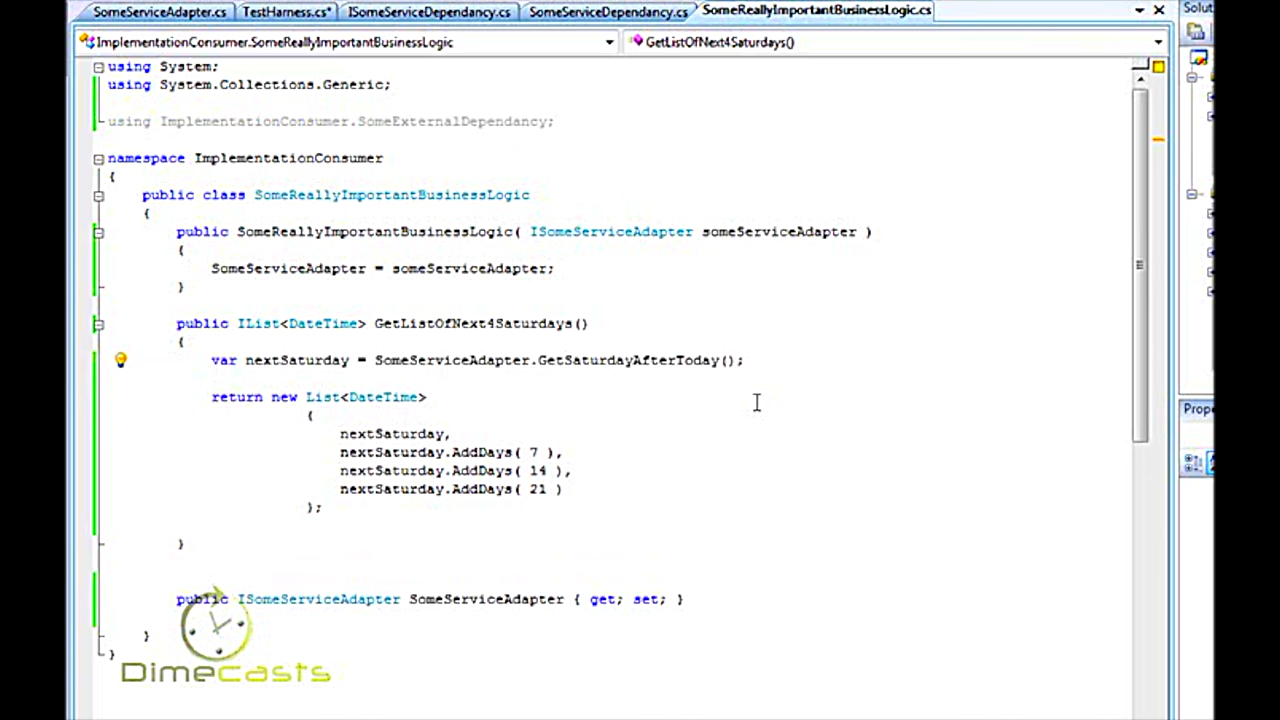 SomeServiceAdapter.cs TestHarness.cs* ISomeServiceDependancy.cs SomeServiceDependancy.cs SomeReallyImportantBusinessLogic.cs
ImplementationConsumer.SomeReallyImportantBusinessLogic GetListOfNext4Saturdays()
using System;
using System.Collections.Generic;
using ImplementationConsumer.SomeExternalDependancy;
namespace ImplementationConsumer
{
public class SomeReallyImportantBusinessLogic
{
public SomeReallyImportantBusinessLogic( ISomeServiceAdapter someServiceAdapter )
{
SomeServiceAdapter = someServiceAdapter;
}
public IList<DateTime> GetListOfNext4Saturdays()
{
var nextSaturday = SomeServiceAdapter.GetSaturdayAfterToday();
return new List<DateTime>
{
nextSaturday,
nextSaturday.AddDays( 7 ),
nextSaturday.AddDays( 14 ),
nextSaturday.AddDays( 21 )
};
}
public ISomeServiceAdapter SomeServiceAdapter { get; set; }
}
}
Dimecasts
Solut
Prope